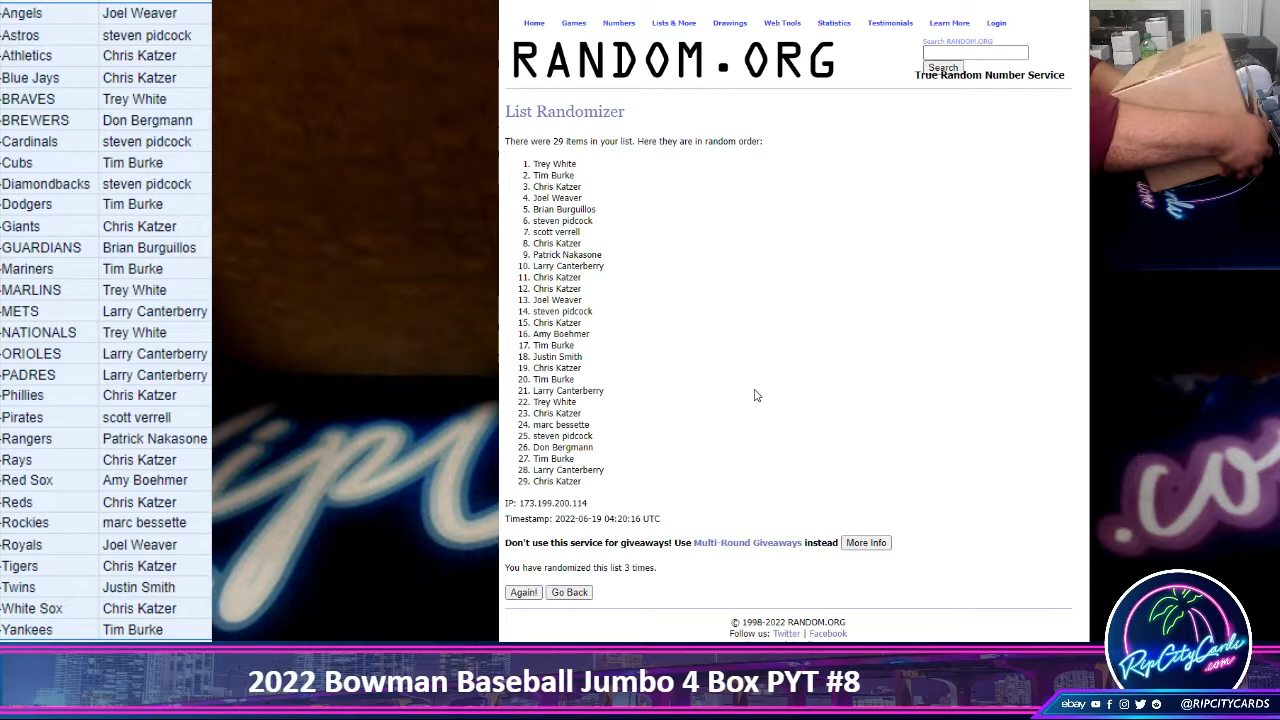 -Angels Joel Weaver
-Astros steven pidcock
-Athletics Chris Katzer
-Blue Jays Chris Katzer
-BRAVES Trey White
-BREWERS Don Bergmann
-Cardinals steven pidcock
-Cubs Tim Burke
-Diamondbacks steven pidcock
-Dodgers Tim Burke
-Giants Chris Katzer
-GUARDIANS Brian Burguillos
-Mariners Tim Burke
-MARLINS Trey White
-METS Larry Canterberry
-NATIONALS Trey White
-ORIOLES Larry Canterberry
-PADRES Larry Canterberry
-Phillies Chris Katzer
-Pirates scott verrell
-Rangers Patrick Nakasone
-Rays Chris Katzer
-Red Sox Amy Boehmer
-Reds Chris Katzer
-Rockies marc bessette
-Royals Joel Weaver
-Tigers Chris Katzer
-Twins Justin Smith
-White Sox Chris Katzer
-Yankees Tim Burke
Home Games Numbers Lists & More Drawings Web Tools Statistics Testimonials Learn More Login
RANDOM.ORG
Search RANDOM.ORG
Search
True Random Number Service
List Randomizer
There were 29 items in your list. Here they are in random order:
1. Trey White
2. Tim Burke
3. Chris Katzer
4. Joel Weaver
5. Brian Burguillos
6. steven pidcock
7. scott verrell
8. Chris Katzer
9. Patrick Nakasone
10. Larry Canterberry
11. Chris Katzer
12. Chris Katzer
13. Joel Weaver
14. steven pidcock
15. Chris Katzer
16. Amy Boehmer
17. Tim Burke
18. Justin Smith
19. Chris Katzer
20. Tim Burke
21. Larry Canterberry
22. Trey White
23. Chris Katzer
24. marc bessette
25. steven pidcock
26. Don Bergmann
27. Tim Burke
28. Larry Canterberry
29. Chris Katzer
IP: 173.199.200.114
Timestamp: 2022-06-19 04:20:16 UTC
Don't use this service for giveaways! Use Multi-Round Giveaways instead More Info
You have randomized this list 3 times.
Again! Go Back
© 1998-2022 RANDOM.ORG
Follow us: Twitter | Facebook
2022 Bowman Baseball Jumbo 4 Box PYT #8
RipCityCards
.com
ebay @RIPCITYCARDS